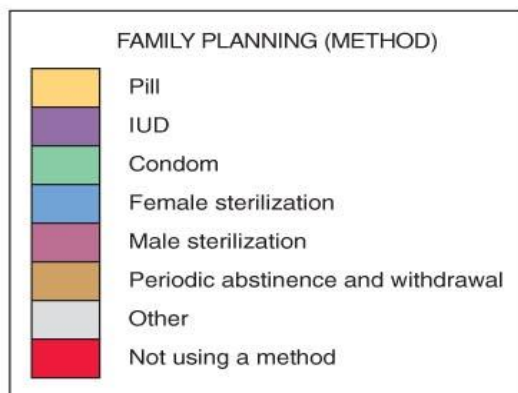 FAMILY PLANNING (METHOD)
Pill
IUD
Condom
Female sterilization
Male sterilization
Periodic abstinence and withdrawal
Other
Not using a method